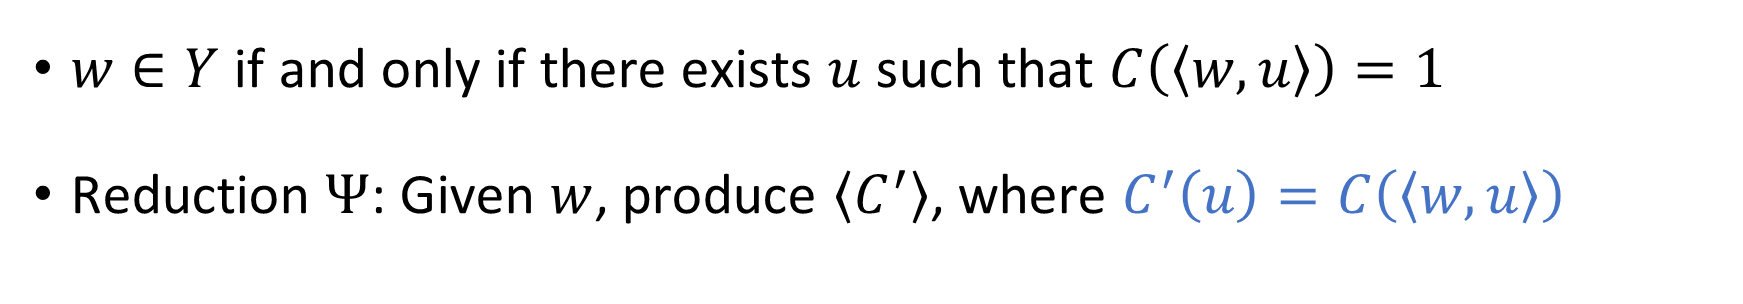 • w ∈ Y if and only if there exists u such that C(⟨w, u⟩) = 1
• Reduction Ψ: Given w, produce ⟨C′⟩, where C′(u) = C(⟨w, u⟩)